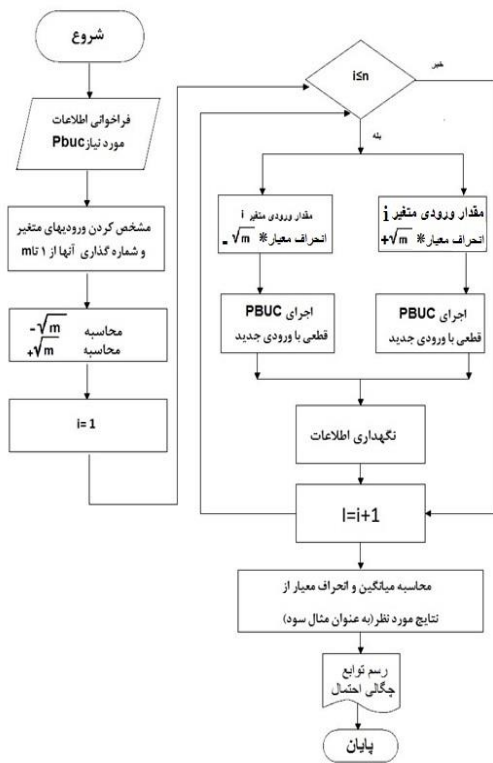 شروع
فراخوانی اطلاعات
مورد نیاز Pbuc
مشخص کردن ورودیهای متغیر
و شماره گذاری آنها از ۱ تا m
محاسبه -√m
محاسبه +√m
i= 1
i≤n
خیر
بله
مقدار ورودی متغیر i
انحراف معیار* √m -
مقدار ورودی متغیر i
انحراف معیار* √m+
اجرای PBUC
قطعی با ورودی جدید
اجرای PBUC
قطعی با ورودی جدید
نگهداری اطلاعات
I=i+1
محاسبه میانگین و انحراف معیار از
نتایج مورد نظر(به عنوان مثال سود)
رسم توابع
چگالی احتمال
پایان